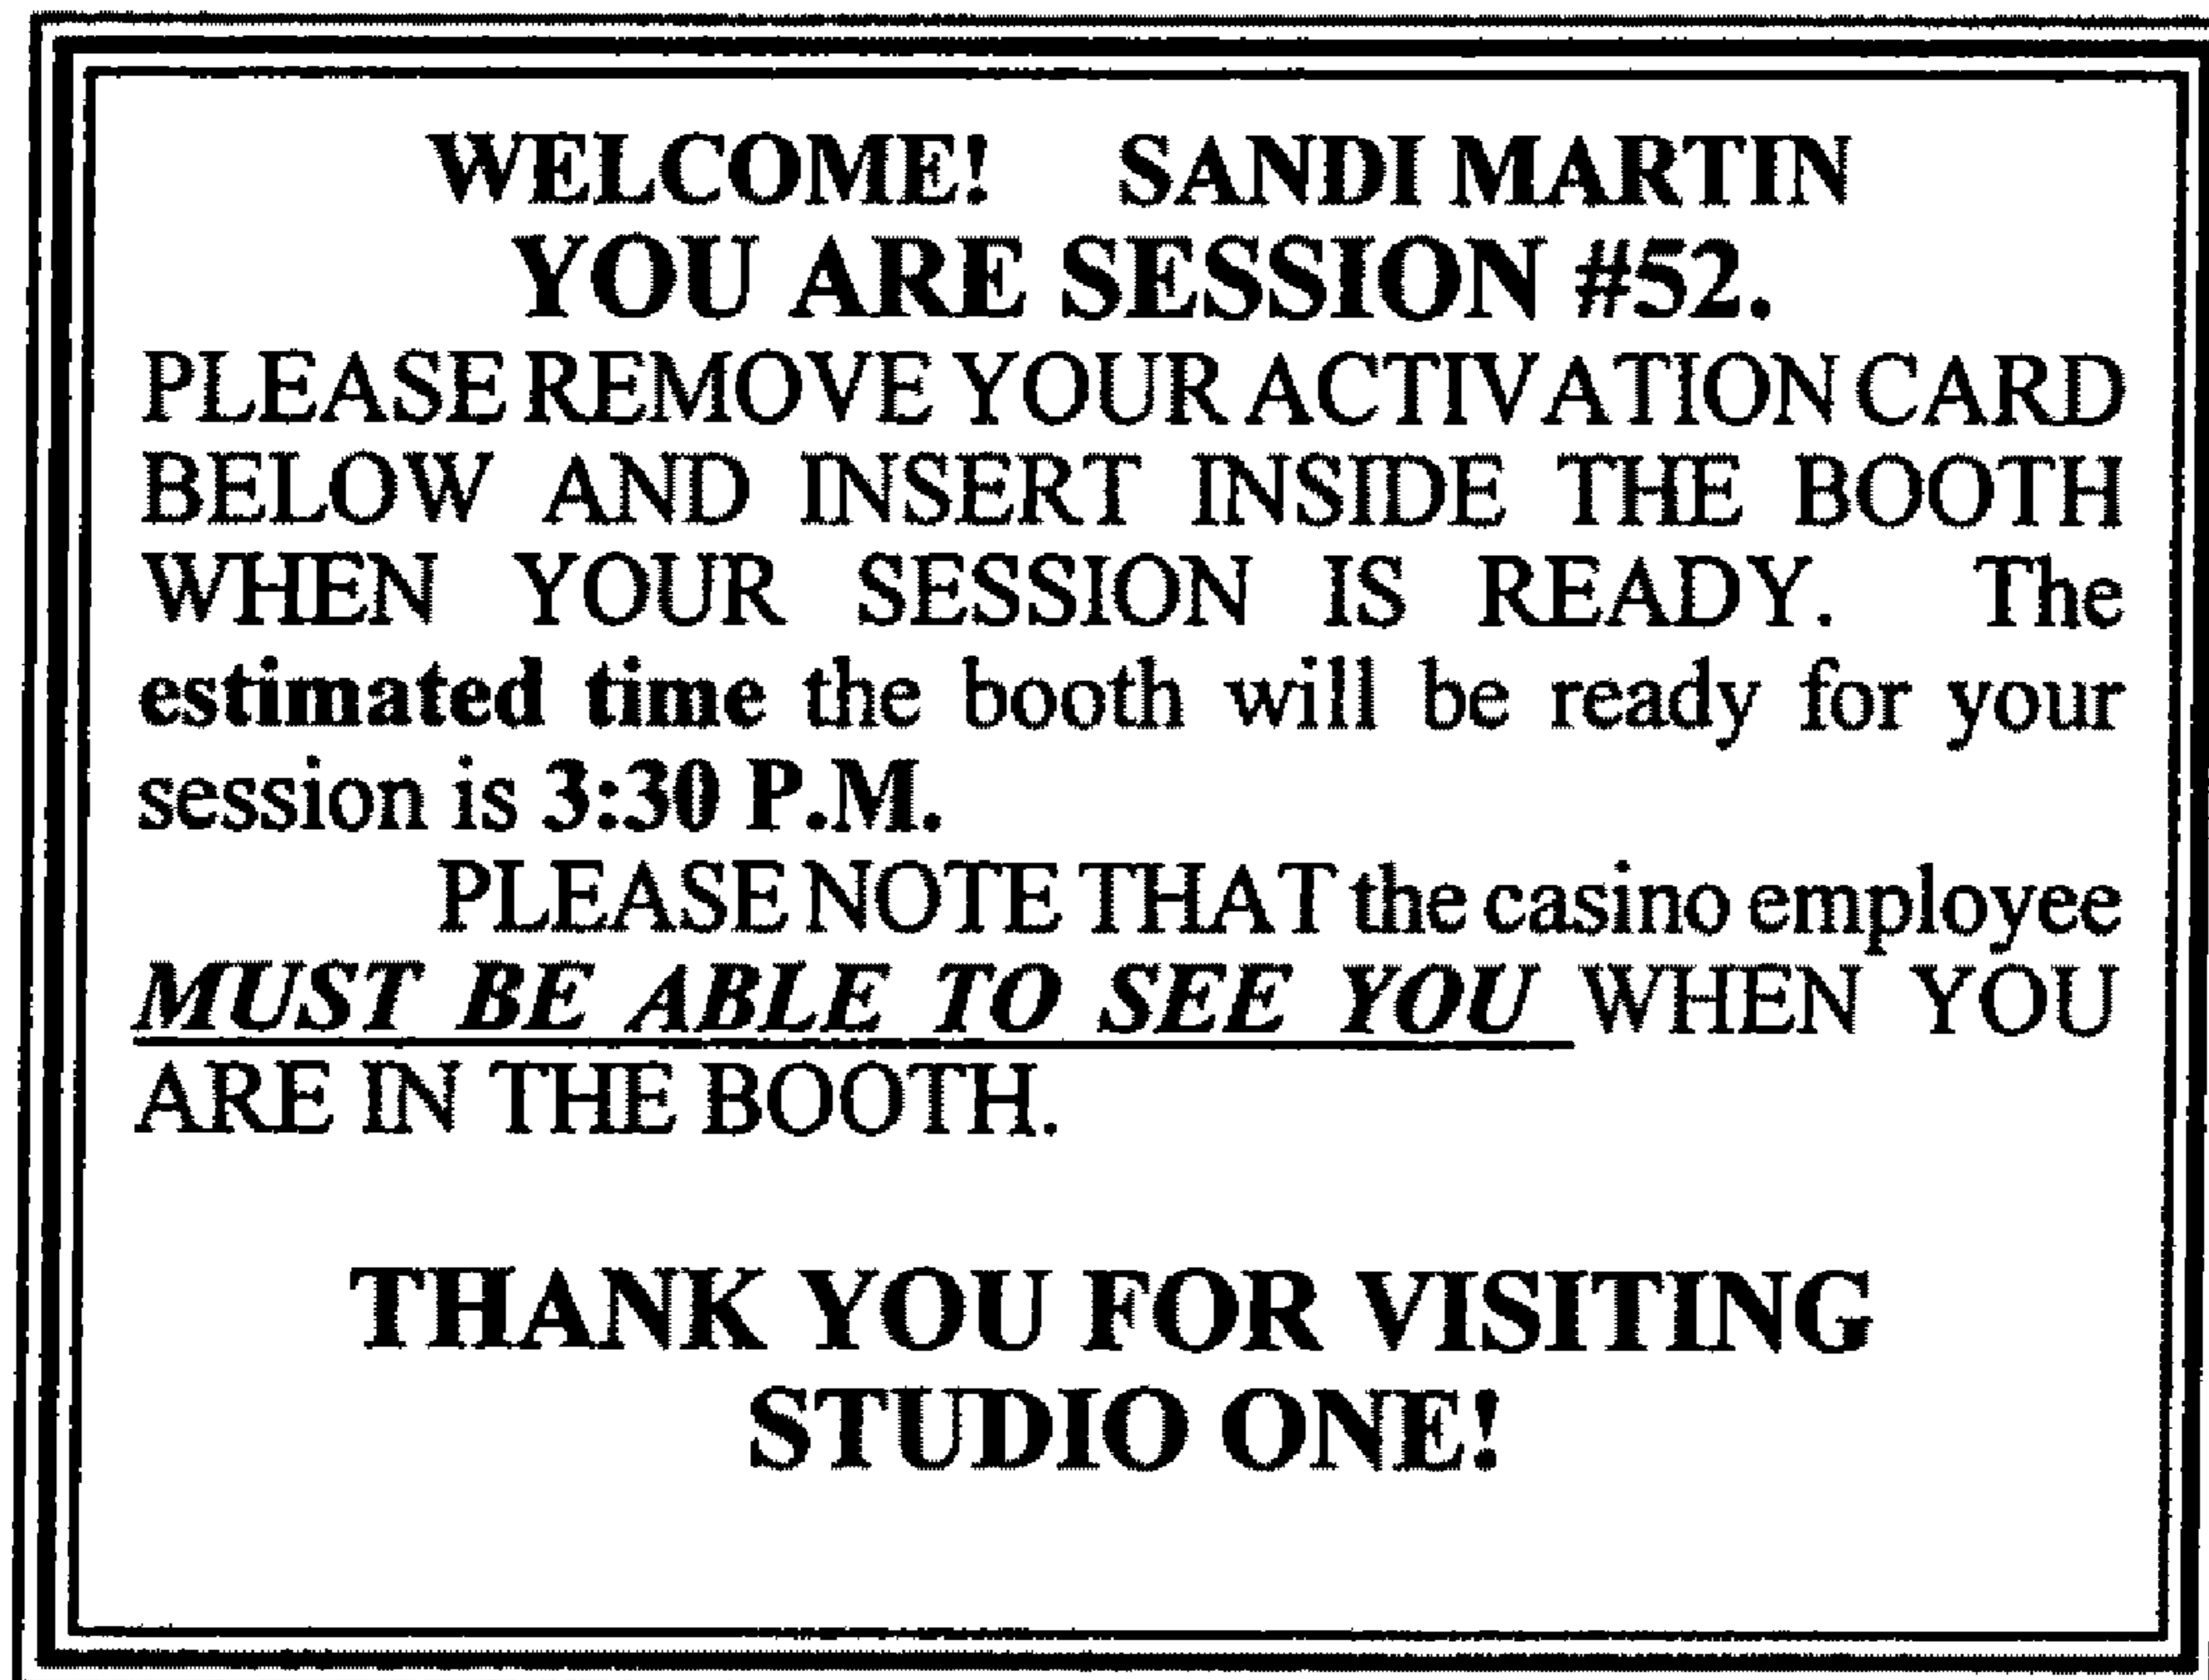 WELCOME! SANDI MARTIN
YOU ARE SESSION #52.
PLEASE REMOVE YOUR ACTIVATION CARD
BELOW AND INSERT INSIDE THE BOOTH
WHEN YOUR SESSION IS READY. The
estimated time the booth will be ready for your
session is 3:30 P.M.
PLEASE NOTE THAT the casino employee
MUST BE ABLE TO SEE YOU WHEN YOU
ARE IN THE BOOTH.
THANK YOU FOR VISITING
STUDIO ONE!